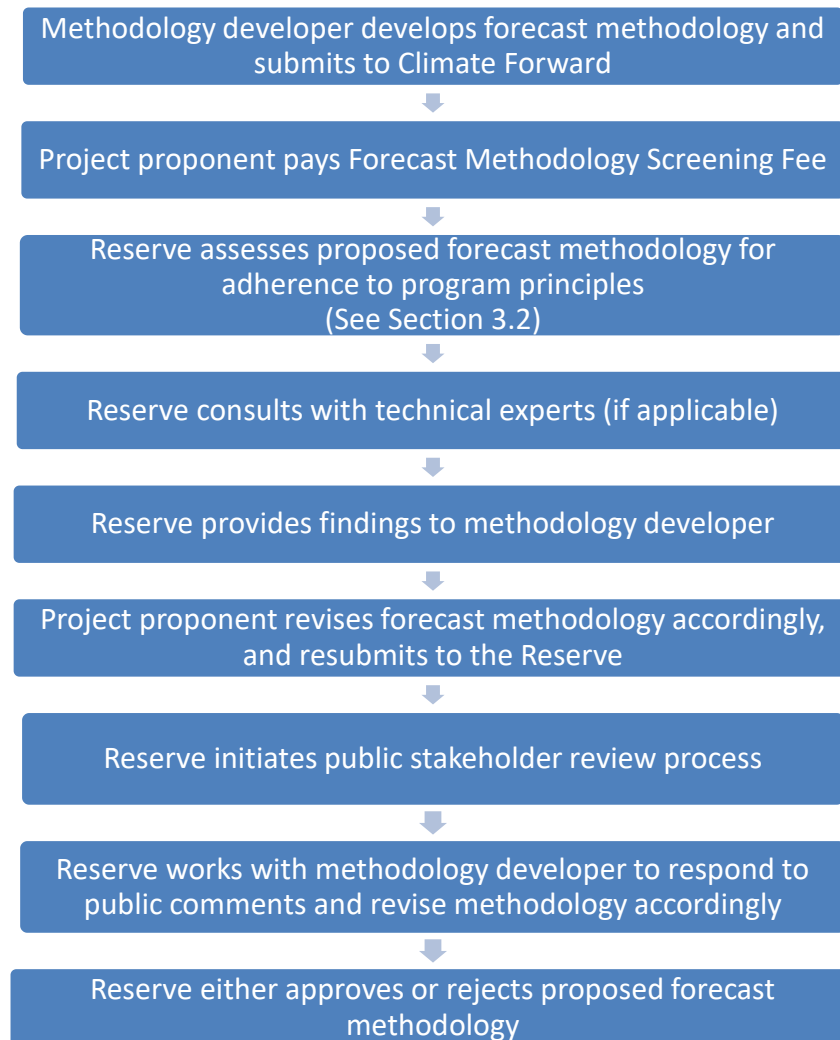 Methodology developer develops forecast methodology and
submits to Climate Forward
Project proponent pays Forecast Methodology Screening Fee
Reserve assesses proposed forecast methodology for
adherence to program principles
(See Section 3.2)
Reserve consults with technical experts (if applicable)
Reserve provides findings to methodology developer
Project proponent revises forecast methodology accordingly,
and resubmits to the Reserve
Reserve initiates public stakeholder review process
Reserve works with methodology developer to respond to
public comments and revise methodology accordingly
Reserve either approves or rejects proposed forecast
methodology